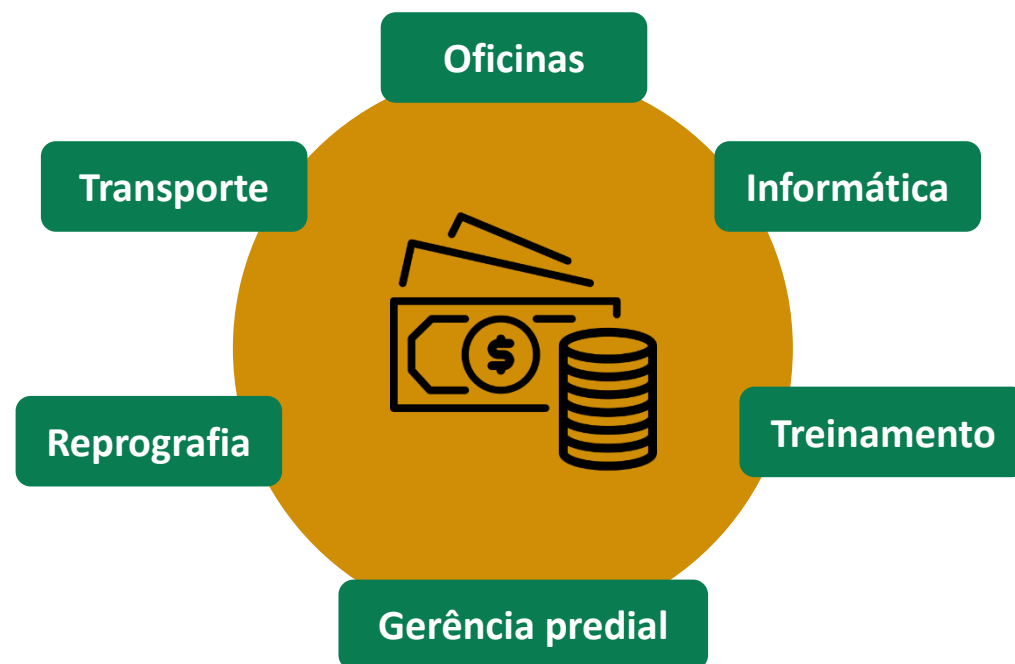 Oficinas
Transporte
Informática
$
Reprografia
Treinamento
Gerência predial